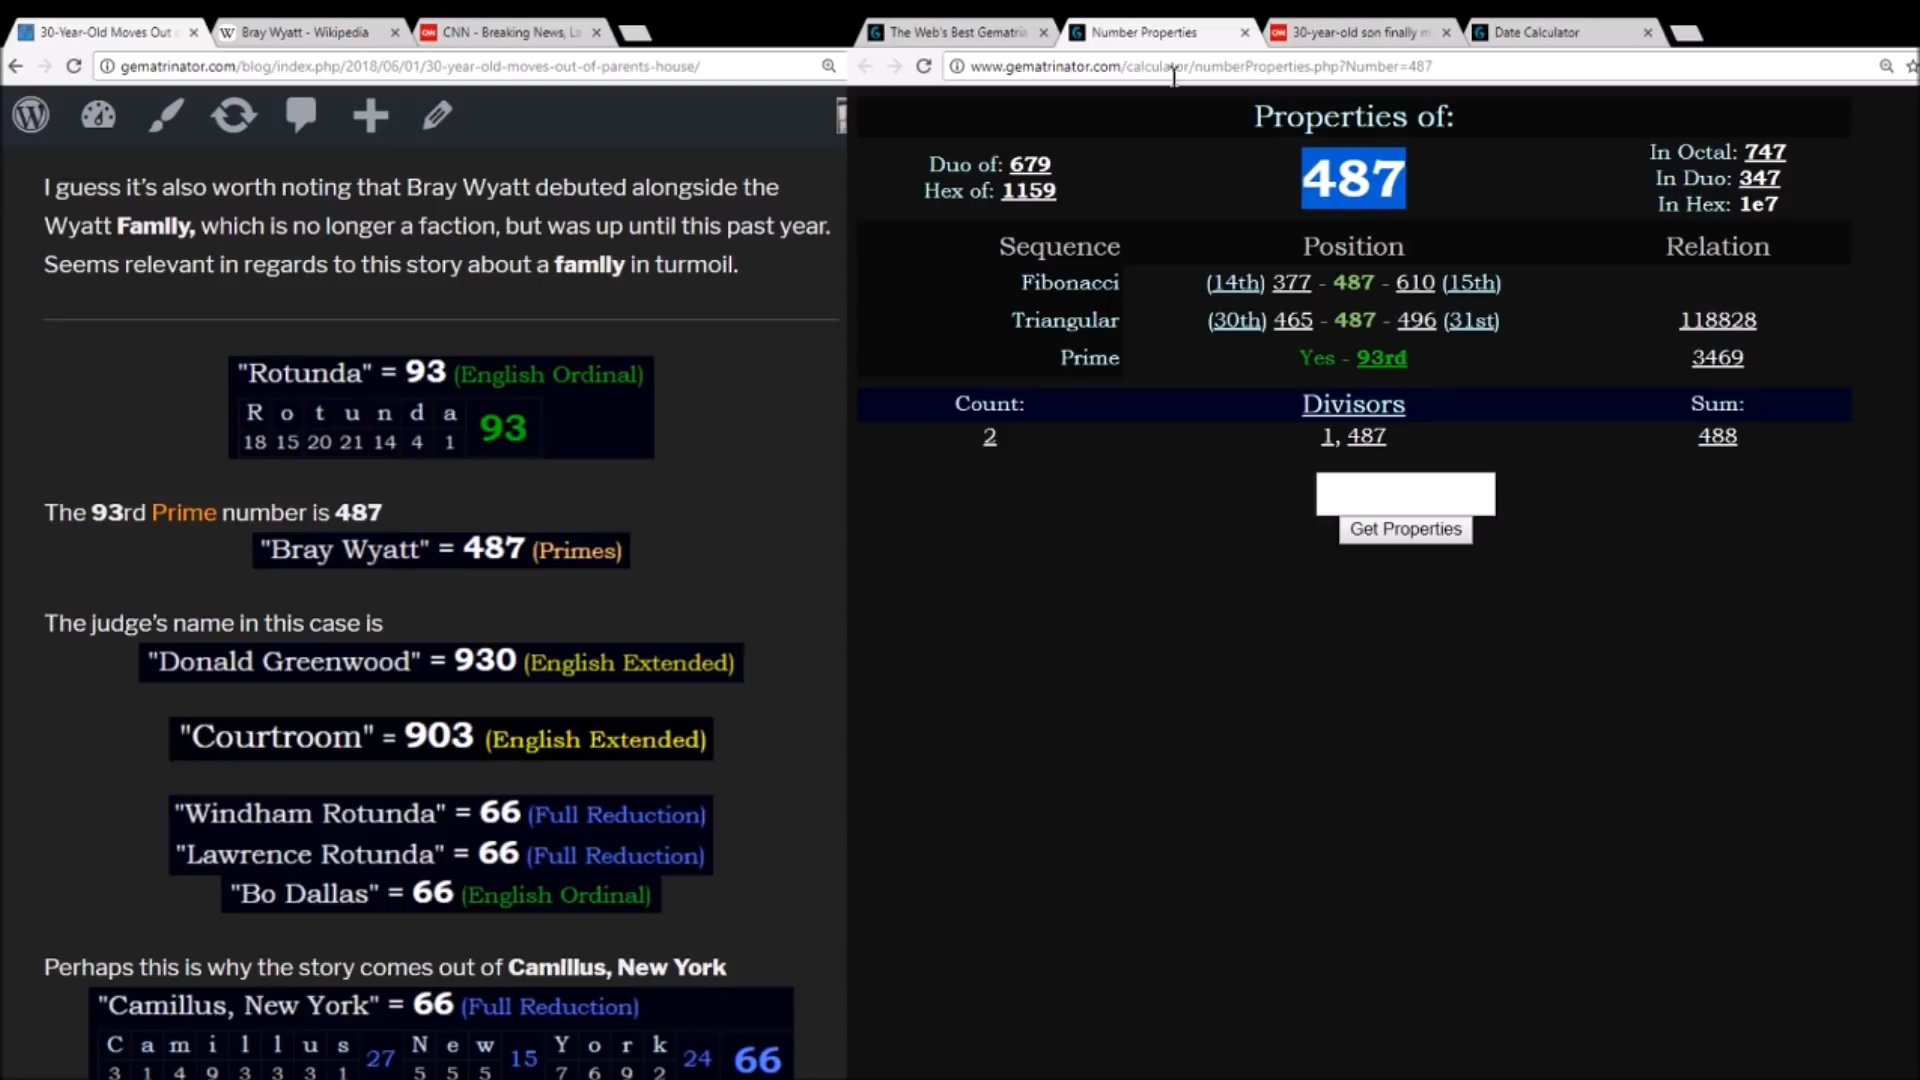 30-Year-Old Moves Out
Bray Wyatt - Wikipedia
CNN - Breaking News, La
gematrinator.com/blog/index.php/2018/06/01/30-year-old-moves-out-of-parents-house/
I guess it's also worth noting that Bray Wyatt debuted alongside the
Wyatt Family, which is no longer a faction, but was up until this past year.
Seems relevant in regards to this story about a family in turmoil.
"Rotunda" = 93 (English Ordinal)
R o t u n d a 93
18 15 20 21 14 4 1
The 93rd Prime number is 487
"Bray Wyatt" = 487 (Primes)
The judge's name in this case is
"Donald Greenwood" = 930 (English Extended)
"Courtroom" = 903 (English Extended)
"Windham Rotunda" = 66 (Full Reduction)
"Lawrence Rotunda" = 66 (Full Reduction)
"Bo Dallas" = 66 (English Ordinal)
Perhaps this is why the story comes out of Camillus, New York
"Camillus, New York" = 66 (Full Reduction)
C a m i l l u s 27 N e w 15 Y o r k 24 66
3 1 4 9 3 3 3 1 5 5 5 7 6 9 2
The Web's Best Gematria
Number Properties
30-year-old son finally m
Date Calculator
www.gematrinator.com/calculator/numberProperties.php?Number=487
Properties of:
Duo of: 679
Hex of: 1159
487
In Octal: 747
In Duo: 347
In Hex: 1e7
Sequence Position Relation
Fibonacci (14th) 377 - 487 - 610 (15th)
Triangular (30th) 465 - 487 - 496 (31st) 118828
Prime Yes - 93rd 3469
Count: Divisors Sum:
2 1, 487 488
Get Properties